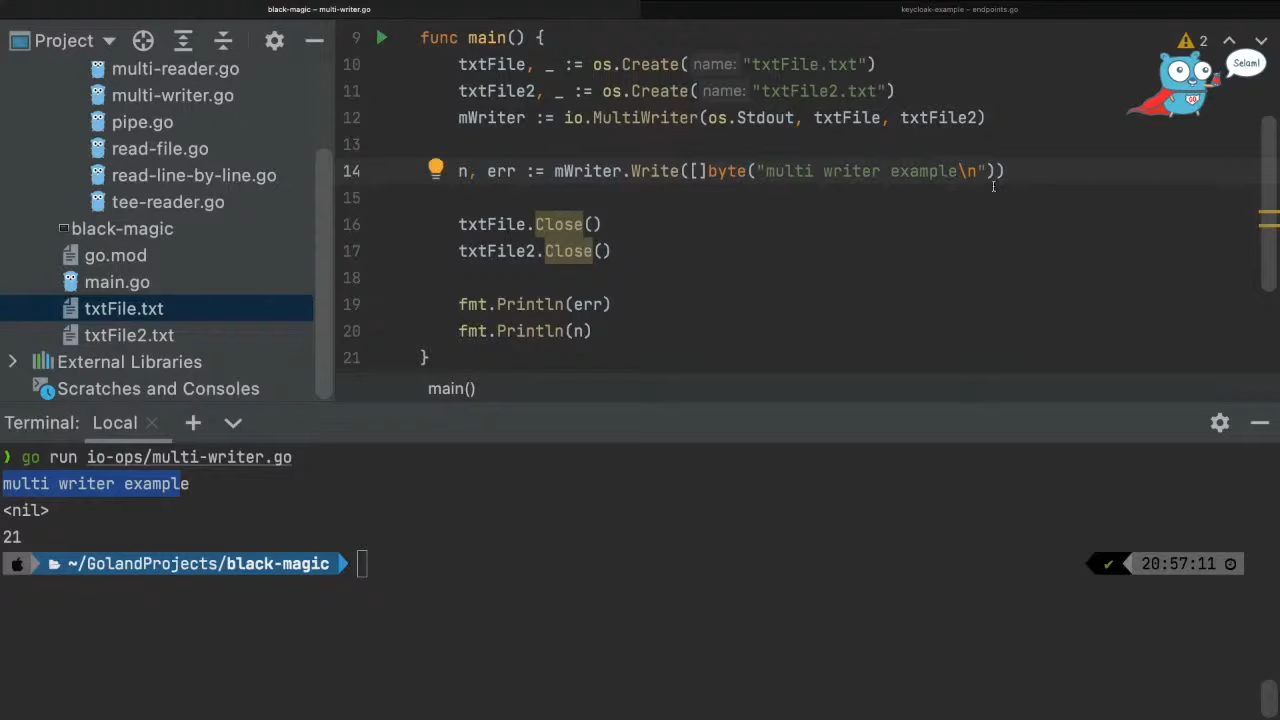 black-magic – multi-writer.go
keycloak-example – endpoints.go
Project
multi-reader.go
multi-writer.go
pipe.go
read-file.go
read-line-by-line.go
tee-reader.go
black-magic
go.mod
main.go
txtFile.txt
txtFile2.txt
External Libraries
Scratches and Consoles
9 func main() {
10 txtFile, _ := os.Create( name: "txtFile.txt")
11 txtFile2, _ := os.Create( name: "txtFile2.txt")
12 mWriter := io.MultiWriter(os.Stdout, txtFile, txtFile2)
13
14 n, err := mWriter.Write([]byte("multi writer example\n"))
15
16 txtFile.Close()
17 txtFile2.Close()
18
19 fmt.Println(err)
20 fmt.Println(n)
21 }
2
Selam!
GO
main()
Terminal: Local
❯ go run io-ops/multi-writer.go
multi writer example
<nil>
21
~/GolandProjects/black-magic
✔ 20:57:11